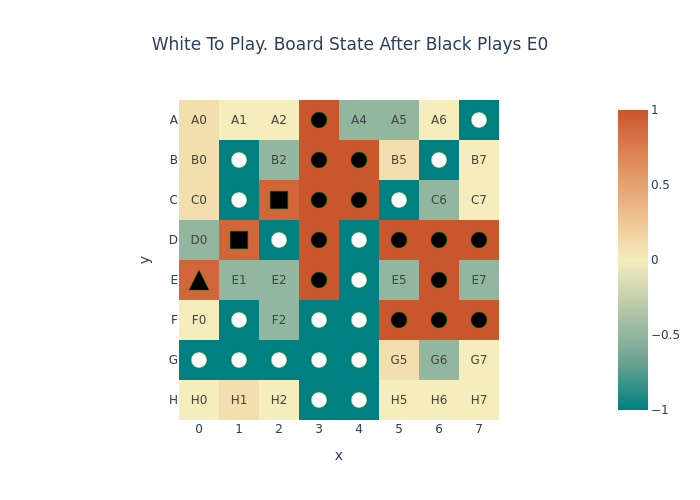 White To Play. Board State After Black Plays E0
A A0 A1 A2 A4 A5 A6
B B0 B2 B5 B7
C C0 C6 C7
D D0
E E1 E2 E5 E7
F F0 F2
G G5 G6 G7
H H0 H1 H2 H5 H6 H7
0 1 2 3 4 5 6 7
x
y
1
0.5
0
−0.5
−1